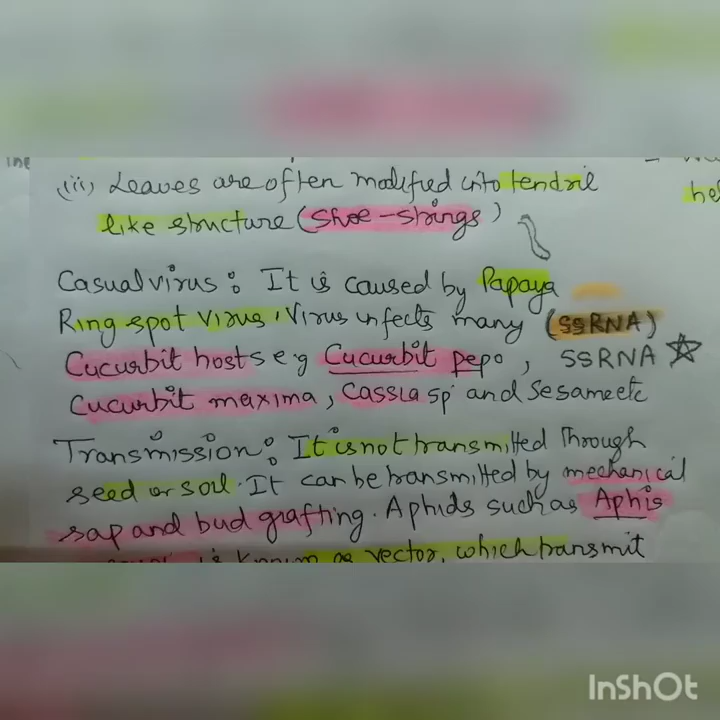 (iii) Leaves are often modified into tendril
like structure (Shoe-strings)
Casual virus : It is caused by Papaya
Ring spot virus, Virus infects many (SSRNA)
Cucurbit hosts eg Cucurbit pepo, SSRNA
Cucurbit maxima, Cassia sp and Sesame etc
Transmission : It is not transmitted Through
seed or soil. It can be transmitted by mechanical
sap and bud grafting. Aphids such as Aphis
is known as vector, which transmit
InShOt